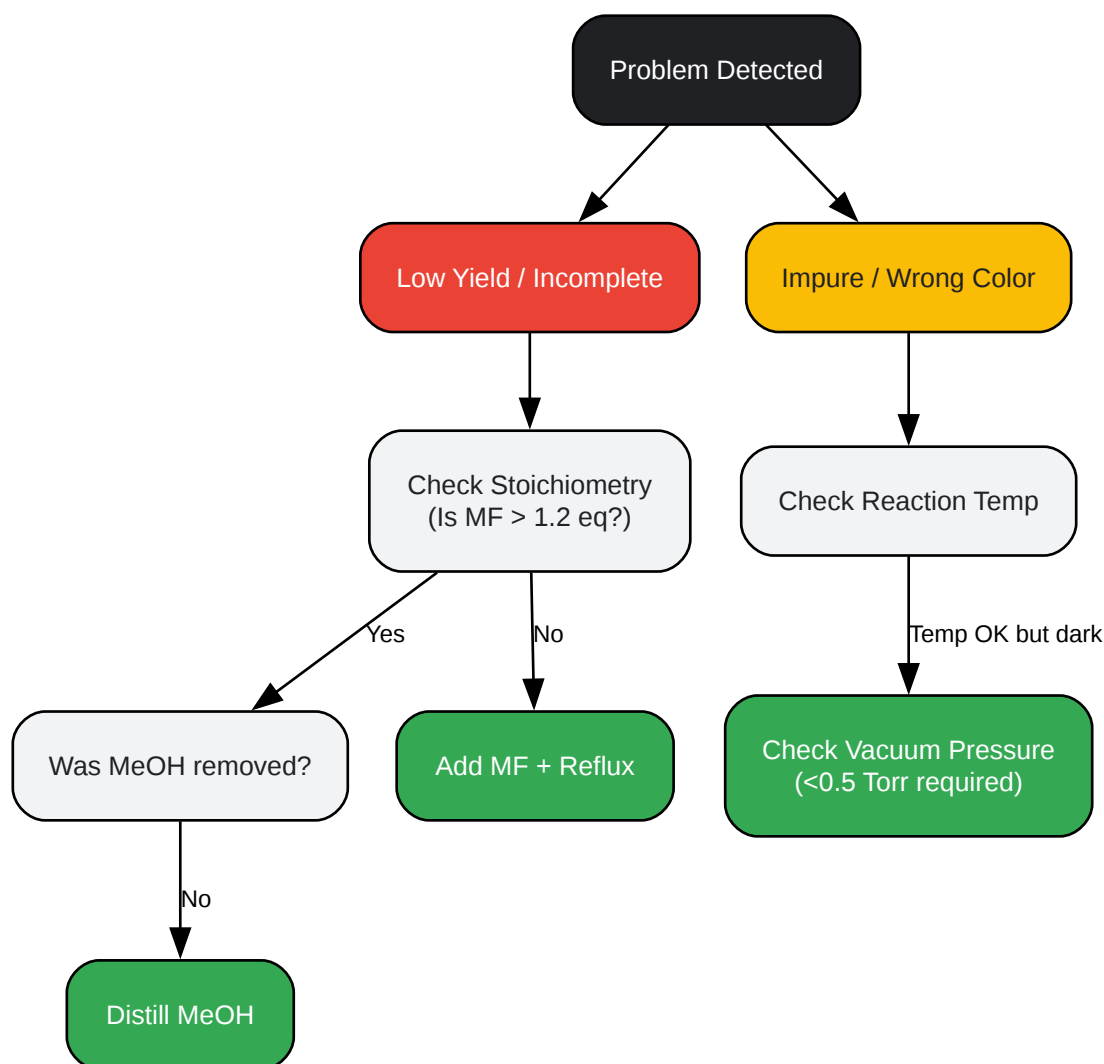 Problem Detected
Low Yield / Incomplete
Impure / Wrong Color
Check Stoichiometry
(Is MF > 1.2 eq?)
Check Reaction Temp
Yes
No
Temp OK but dark
Was MeOH removed?
Add MF + Reflux
Check Vacuum Pressure
(<0.5 Torr required)
No
Distill MeOH